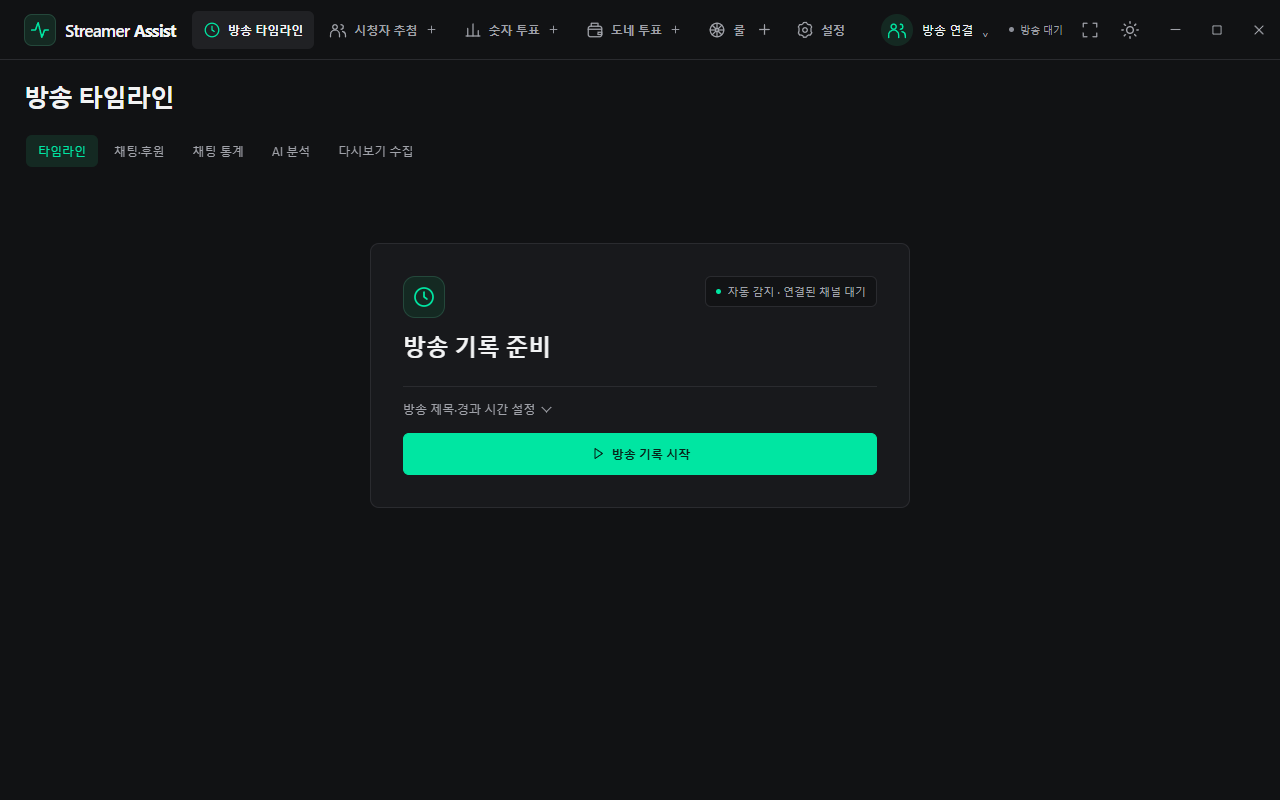 Streamer Assist
방송 타임라인
시청자 추첨 +
숫자 투표 +
도네 투표 +
룰 +
설정
방송 연결
방송 대기
방송 타임라인
타임라인
채팅·후원
채팅 통계
AI 분석
다시보기 수집
자동 감지 · 연결된 채널 대기
방송 기록 준비
방송 제목·경과 시간 설정
방송 기록 시작